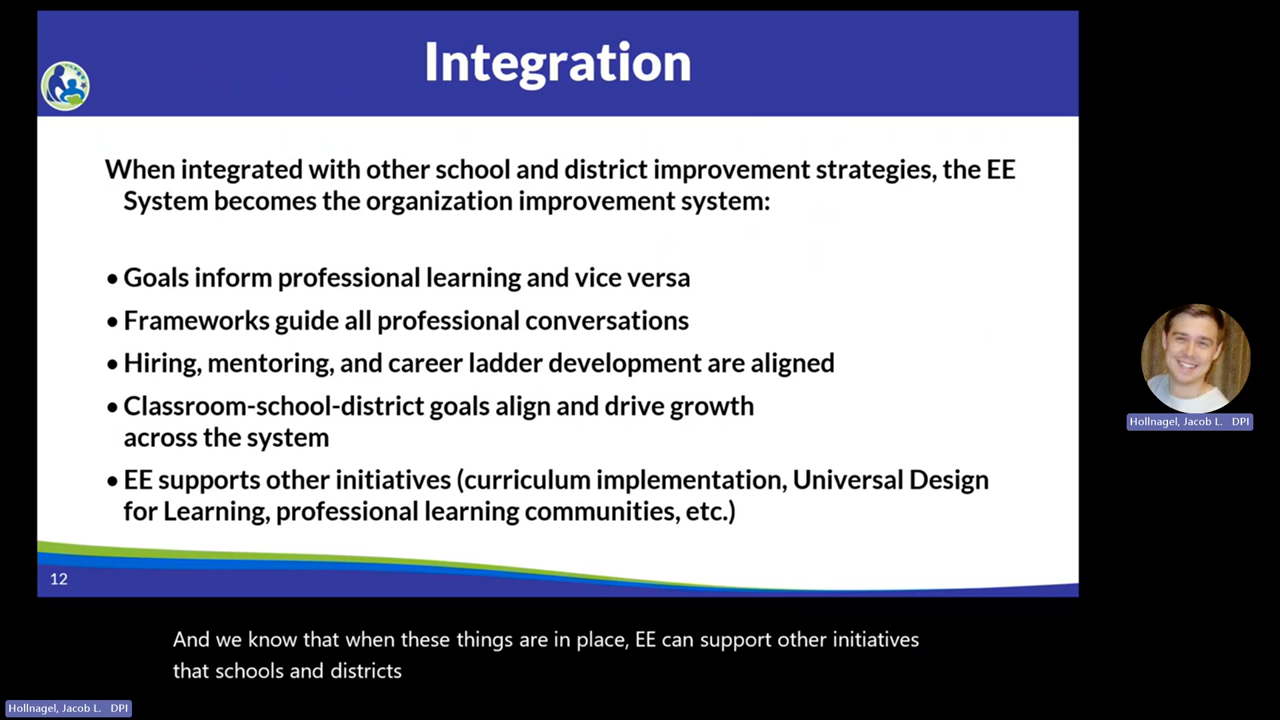 Integration
When integrated with other school and district improvement strategies, the EE
System becomes the organization improvement system:
• Goals inform professional learning and vice versa
• Frameworks guide all professional conversations
• Hiring, mentoring, and career ladder development are aligned
• Classroom-school-district goals align and drive growth
across the system
• EE supports other initiatives (curriculum implementation, Universal Design
for Learning, professional learning communities, etc.)
12
Hollnagel, Jacob L. DPI
And we know that when these things are in place, EE can support other initiatives
that schools and districts
Hollnagel, Jacob L. DPI